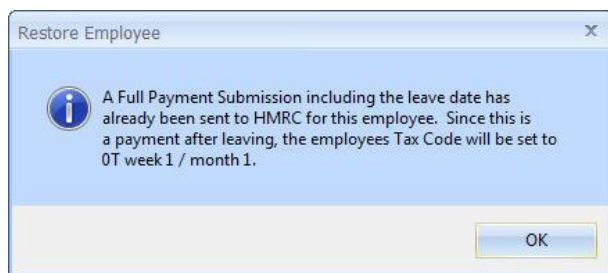 Restore Employee
A Full Payment Submission including the leave date has
already been sent to HMRC for this employee. Since this is
a payment after leaving, the employees Tax Code will be set to
0T week 1 / month 1.
OK